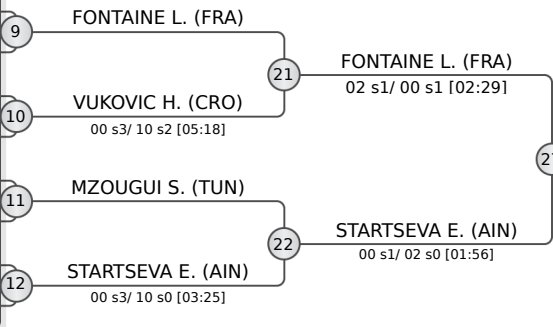 FONTAINE L. (FRA)
9
FONTAINE L. (FRA)
21
02 s1/ 00 s1 [02:29]
VUKOVIC H. (CRO)
10
00 s3/ 10 s2 [05:18]
MZOUGUI S. (TUN)
11
STARTSEVA E. (AIN)
22
00 s1/ 02 s0 [01:56]
STARTSEVA E. (AIN)
12
00 s3/ 10 s0 [03:25]